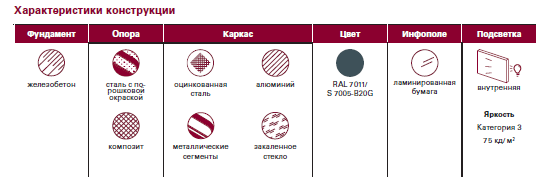 Характеристики конструкции
Фундамент
Опора
Каркас
Цвет
Инфополе
Подсветка
железобетон
сталь с по-
рошковой
окраской
оцинкованная
сталь
алюминий
RAL 7011/
S 7005-B20G
ламинированная
бумага
внутренняя
композит
металлические
сегменты
закаленное
стекло
Яркость
Категория 3
75 кд/м²